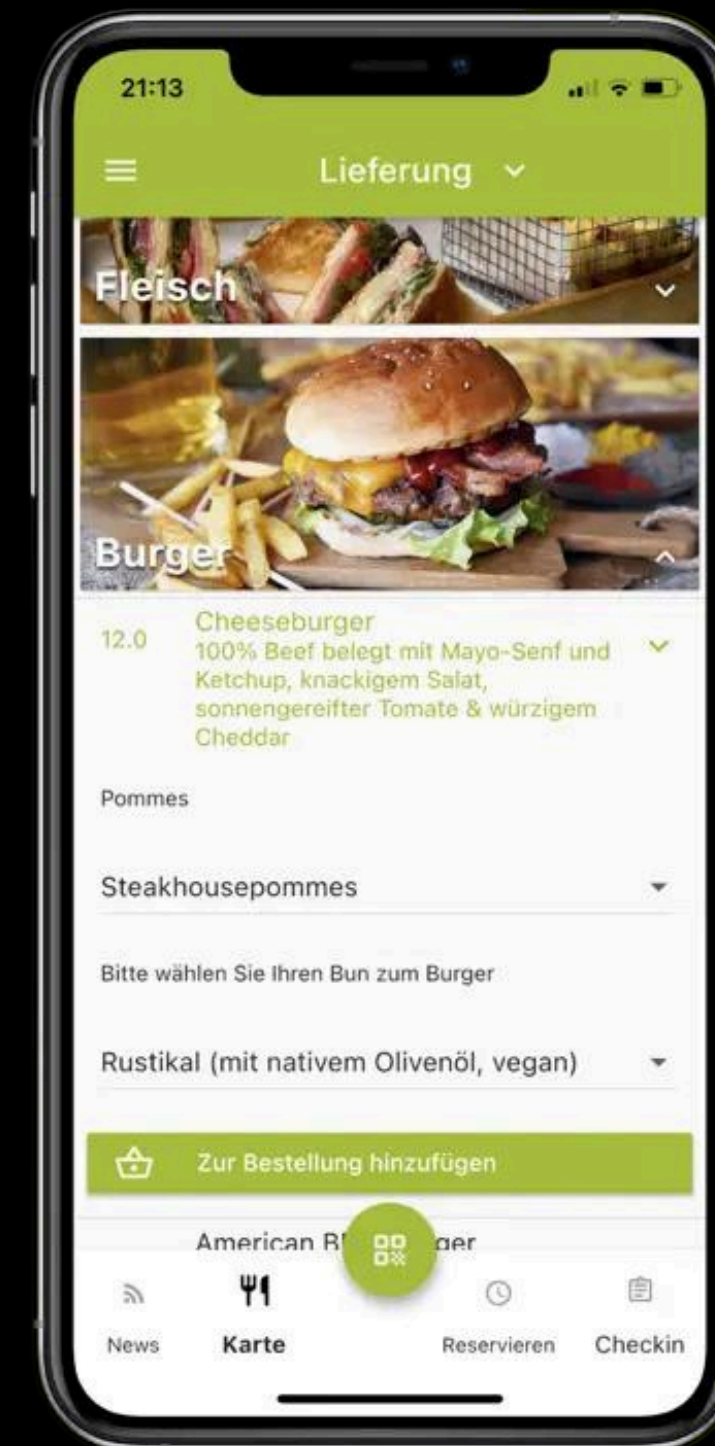 21:13
Lieferung
Fleisch
Burger
12.0
Cheeseburger
100% Beef belegt mit Mayo-Senf und
Ketchup, knackigem Salat,
sonnengereifter Tomate & würzigem
Cheddar
Pommes
Steakhousepommes
Bitte wählen Sie Ihren Bun zum Burger
Rustikal (mit nativem Olivenöl, vegan)
Zur Bestellung hinzufügen
American
News
Karte
Reservieren
Checkin